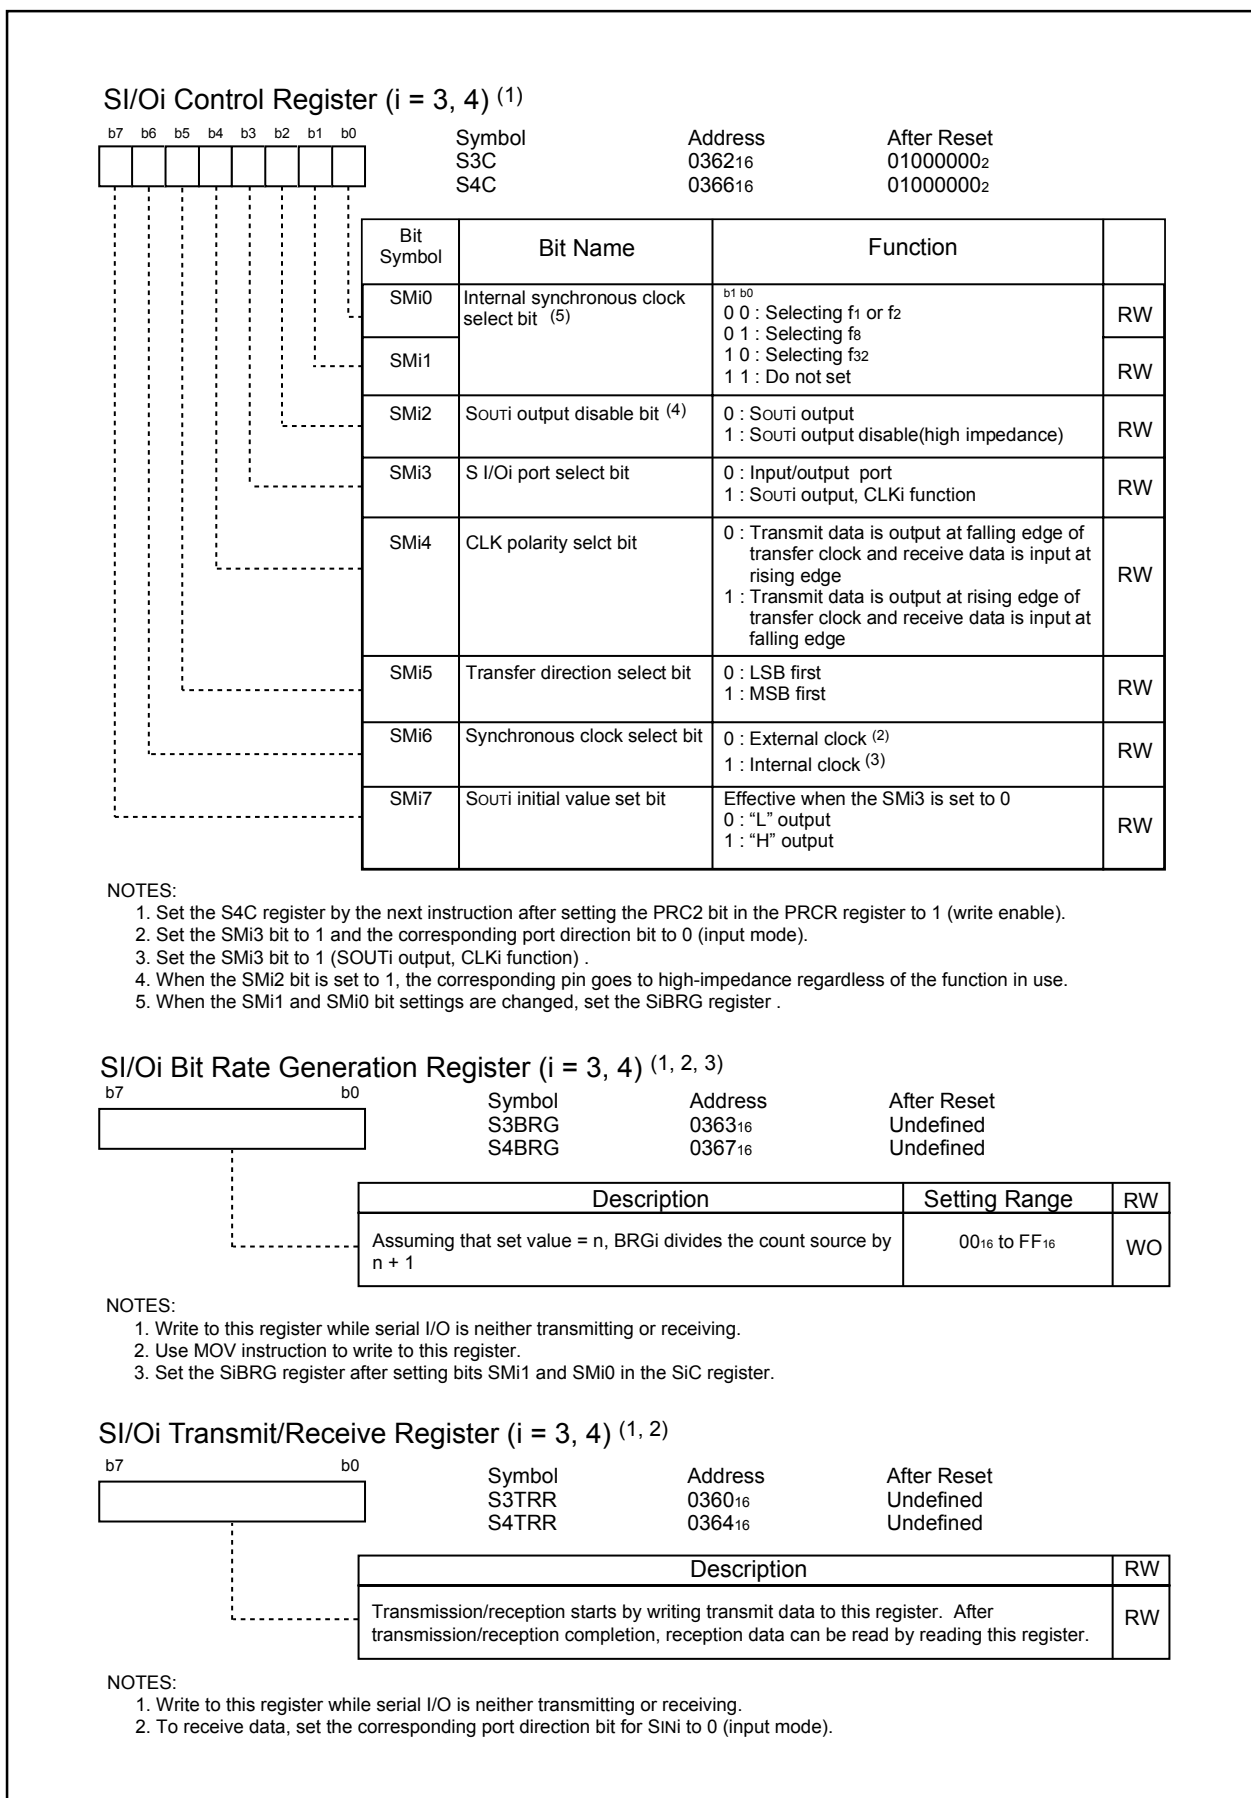 SI/Oi Control Register (i = 3, 4) (1)
b7 b6 b5 b4 b3 b2 b1 b0
Symbol Address After Reset
S3C 036216 010000002
S4C 036616 010000002
Bit Symbol Bit Name Function
SMi0 Internal synchronous clock select bit (5) b1 b0
0 0 : Selecting f1 or f2 RW
0 1 : Selecting f8
SMi1 1 0 : Selecting f32
1 1 : Do not set RW
SMi2 SOUTi output disable bit (4) 0 : SOUTi output
1 : SOUTi output disable(high impedance) RW
SMi3 S I/Oi port select bit 0 : Input/output port
1 : SOUTi output, CLKi function RW
SMi4 CLK polarity selct bit 0 : Transmit data is output at falling edge of
transfer clock and receive data is input at
rising edge RW
1 : Transmit data is output at rising edge of
transfer clock and receive data is input at
falling edge
SMi5 Transfer direction select bit 0 : LSB first
1 : MSB first RW
SMi6 Synchronous clock select bit 0 : External clock (2)
1 : Internal clock (3) RW
SMi7 SOUTi initial value set bit Effective when the SMi3 is set to 0
0 : “L” output RW
1 : “H” output
NOTES:
1. Set the S4C register by the next instruction after setting the PRC2 bit in the PRCR register to 1 (write enable).
2. Set the SMi3 bit to 1 and the corresponding port direction bit to 0 (input mode).
3. Set the SMi3 bit to 1 (SOUTi output, CLKi function) .
4. When the SMi2 bit is set to 1, the corresponding pin goes to high-impedance regardless of the function in use.
5. When the SMi1 and SMi0 bit settings are changed, set the SiBRG register .
SI/Oi Bit Rate Generation Register (i = 3, 4) (1, 2, 3)
b7 b0
Symbol Address After Reset
S3BRG 036316 Undefined
S4BRG 036716 Undefined
Description Setting Range RW
Assuming that set value = n, BRGi divides the count source by 0016 to FF16 WO
n + 1
NOTES:
1. Write to this register while serial I/O is neither transmitting or receiving.
2. Use MOV instruction to write to this register.
3. Set the SiBRG register after setting bits SMi1 and SMi0 in the SiC register.
SI/Oi Transmit/Receive Register (i = 3, 4) (1, 2)
b7 b0
Symbol Address After Reset
S3TRR 036016 Undefined
S4TRR 036416 Undefined
Description RW
Transmission/reception starts by writing transmit data to this register. After RW
transmission/reception completion, reception data can be read by reading this register.
NOTES:
1. Write to this register while serial I/O is neither transmitting or receiving.
2. To receive data, set the corresponding port direction bit for SINi to 0 (input mode).